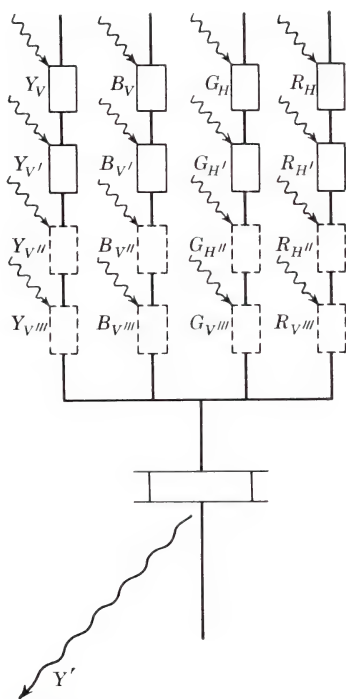 Y_V B_V G_H R_H
Y_V′ B_V′ G_H′ R_H′
Y_V″ B_V″ G_H″ R_H″
Y_V‴ B_V‴ G_V‴ R_V‴
Y′